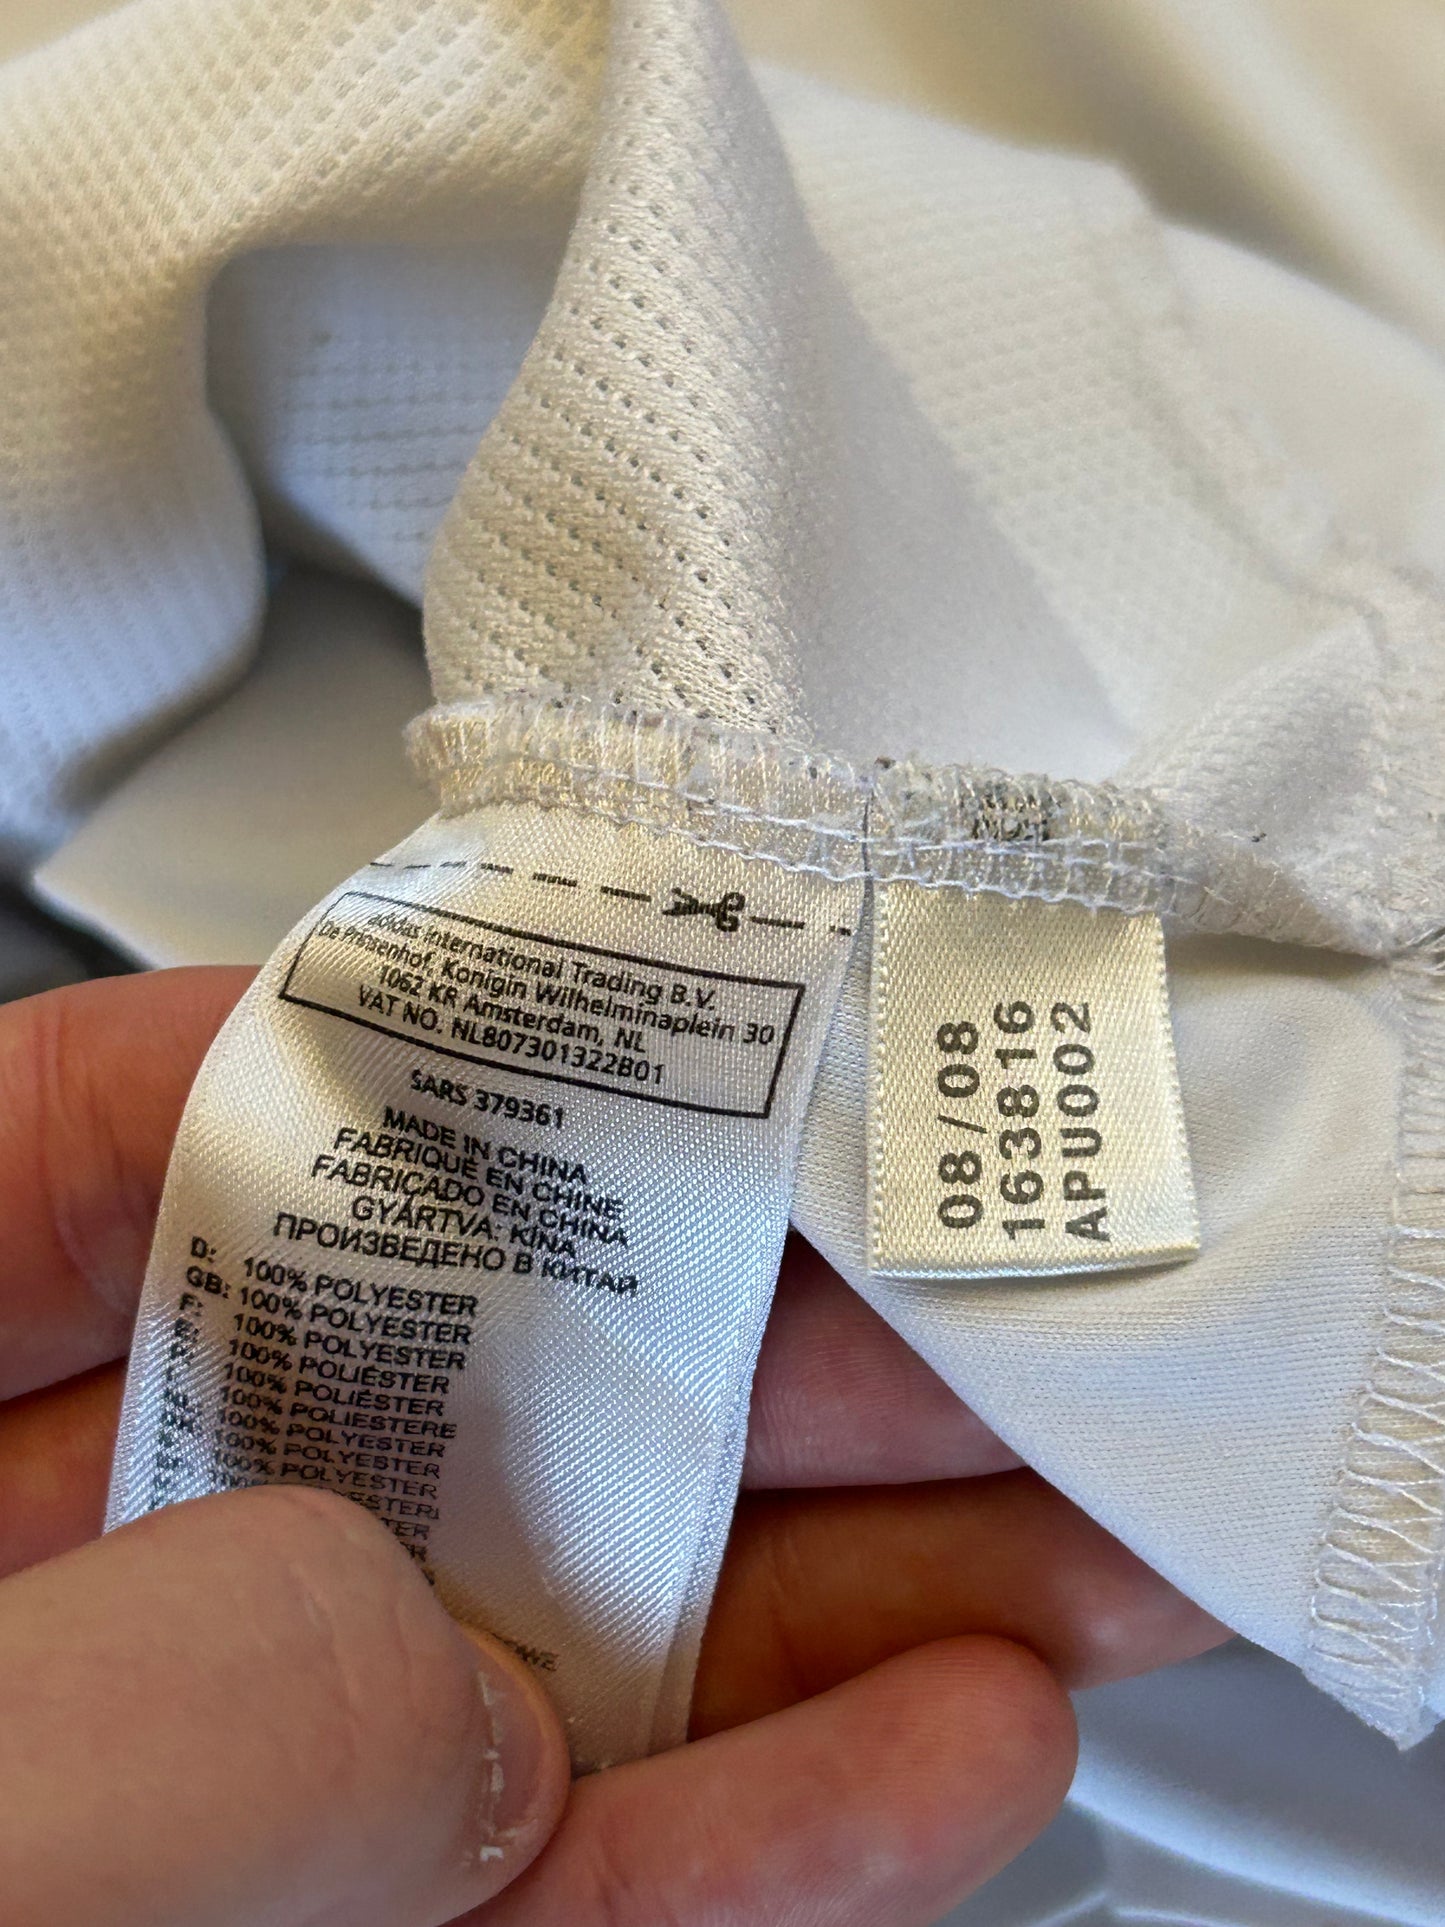 adidas International Trading B.V.
De Prinsenhof, Konigin Wilhelminaplein 30
1062 KR Amsterdam, NL
VAT NO. NL807301322B01
SARS 379361
MADE IN CHINA
FABRIQUÉ EN CHINE
FABRICADO EN CHINA
GYÁRTVA: KÍNA
ПРОИЗВЕДЕНО В КИТАЙ
D: 100% POLYESTER
GB: 100% POLYESTER
F: 100% POLYESTER
E: 100% POLIÉSTER
P: 100% POLIÉSTER
I: 100% POLIESTERE
NL: 100% POLYESTER
DK: 100% POLYESTER
100% POLYESTER
08/08
163816
APU002